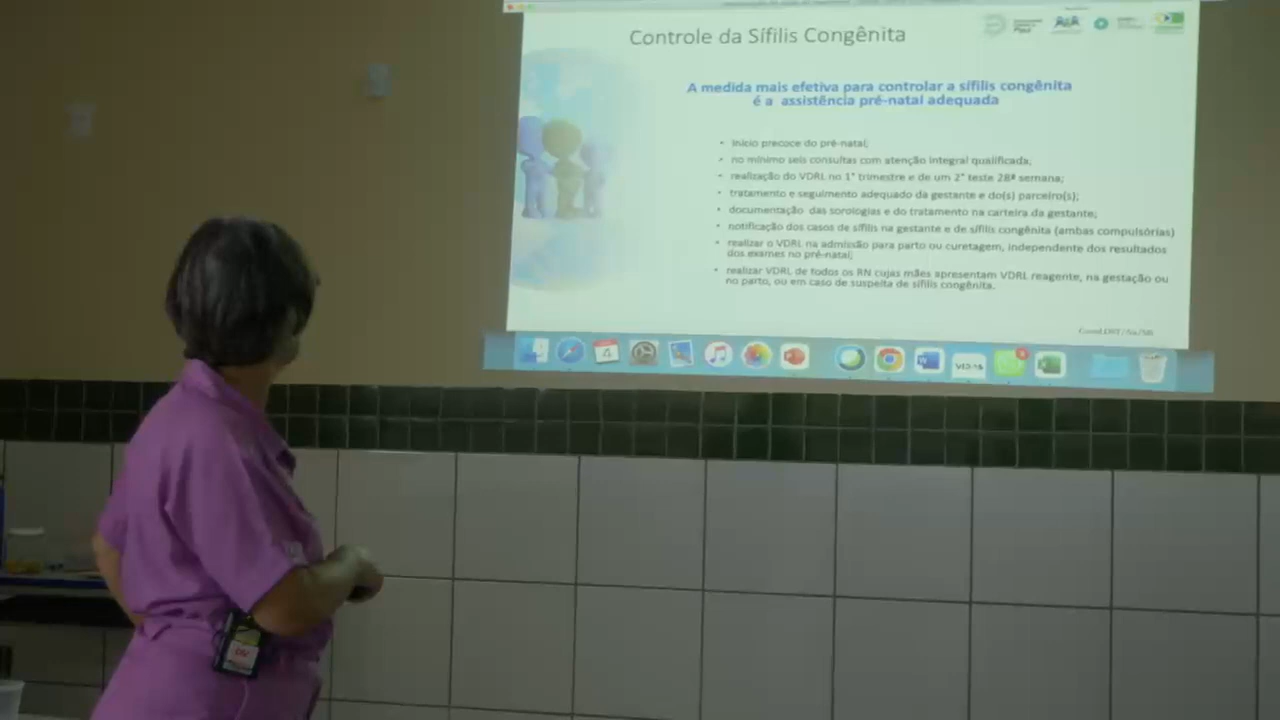 Controle da Sífilis Congênita
A medida mais efetiva para controlar a sífilis congênita
é a assistência pré-natal adequada
• Início precoce do pré-natal;
• no mínimo seis consultas com atenção integral qualificada;
• realização do VDRL no 1° trimestre e de um 2° teste 28ª semana;
• tratamento e seguimento adequado da gestante e do(s) parceiro(s);
• documentação das sorologias e do tratamento na carteira da gestante;
• notificação dos casos de sífilis na gestante e de sífilis congênita (ambas compulsórias)
• realizar o VDRL na admissão para parto ou curetagem, independente dos resultados
dos exames no pré-natal;
• realizar VDRL de todos os RN cujas mães apresentam VDRL reagente, na gestação ou
no parto, ou em caso de suspeita de sífilis congênita.